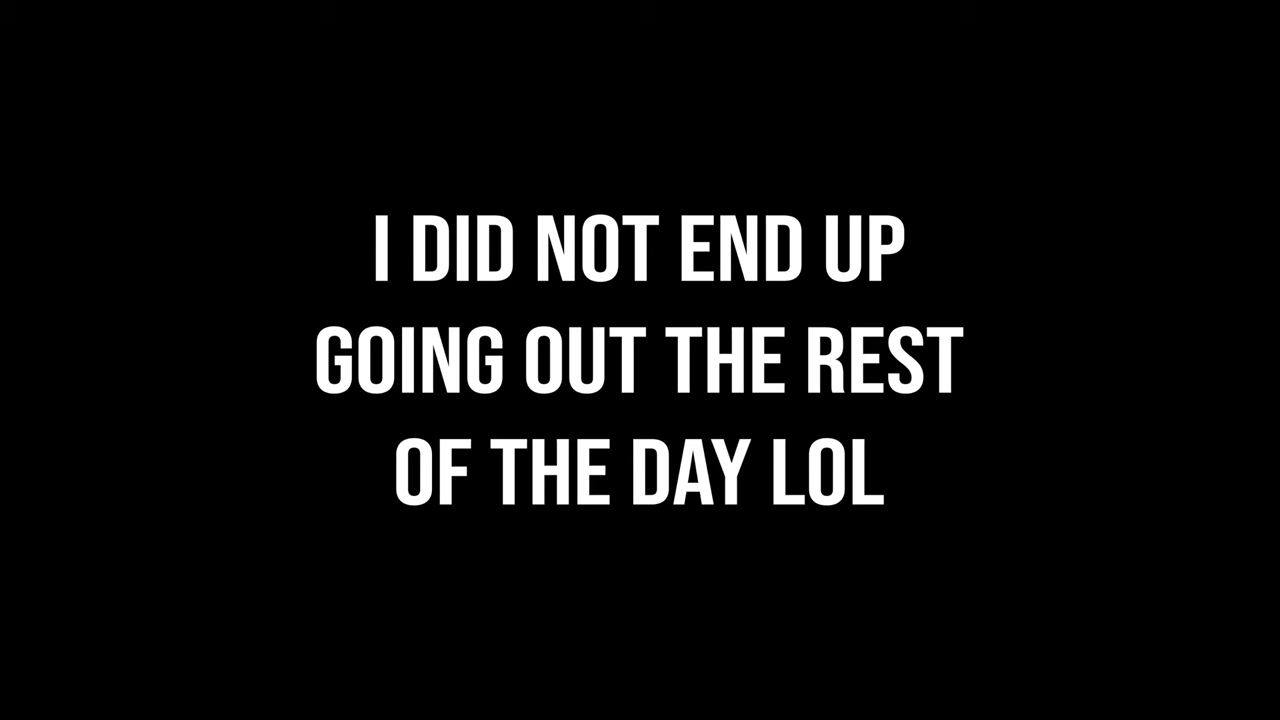 I DID NOT END UP
GOING OUT THE REST
OF THE DAY LOL